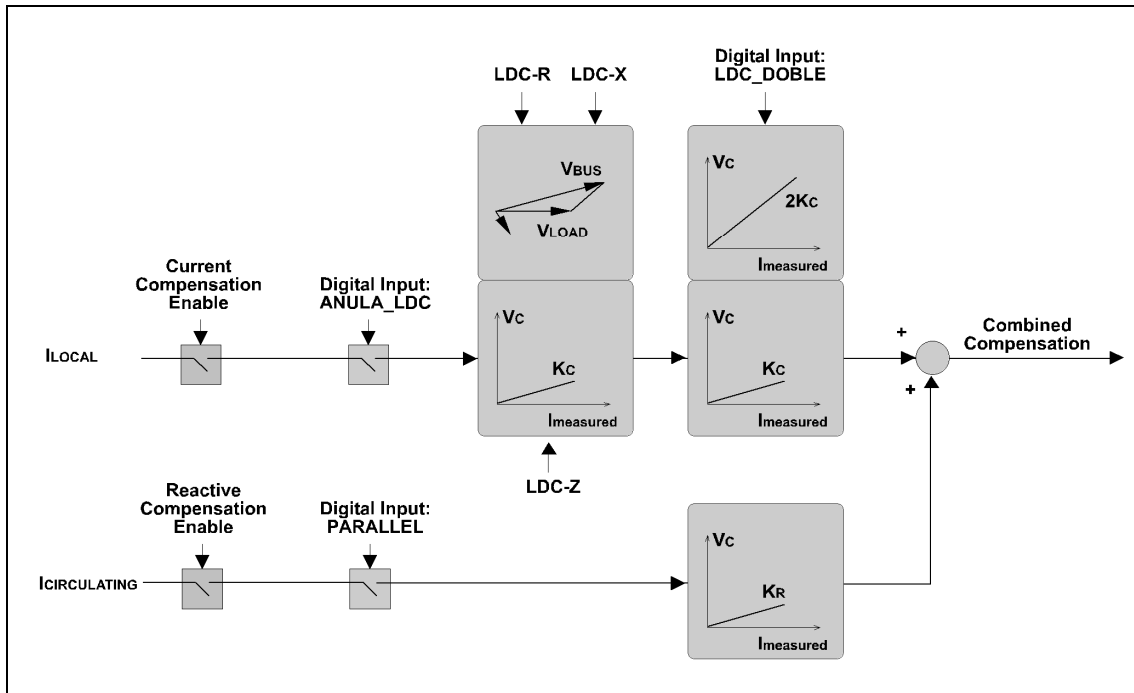 Digital Input:
LDC_DOBLE
LDC-R
LDC-X
VBUS
VLOAD
VC
2KC
Imeasured
Current
Compensation
Enable
Digital Input:
ANULA_LDC
ILOCAL
VC
KC
Imeasured
VC
KC
Imeasured
+
+
Combined
Compensation
LDC-Z
Reactive
Compensation
Enable
Digital Input:
PARALLEL
ICIRCULATING
VC
KR
Imeasured